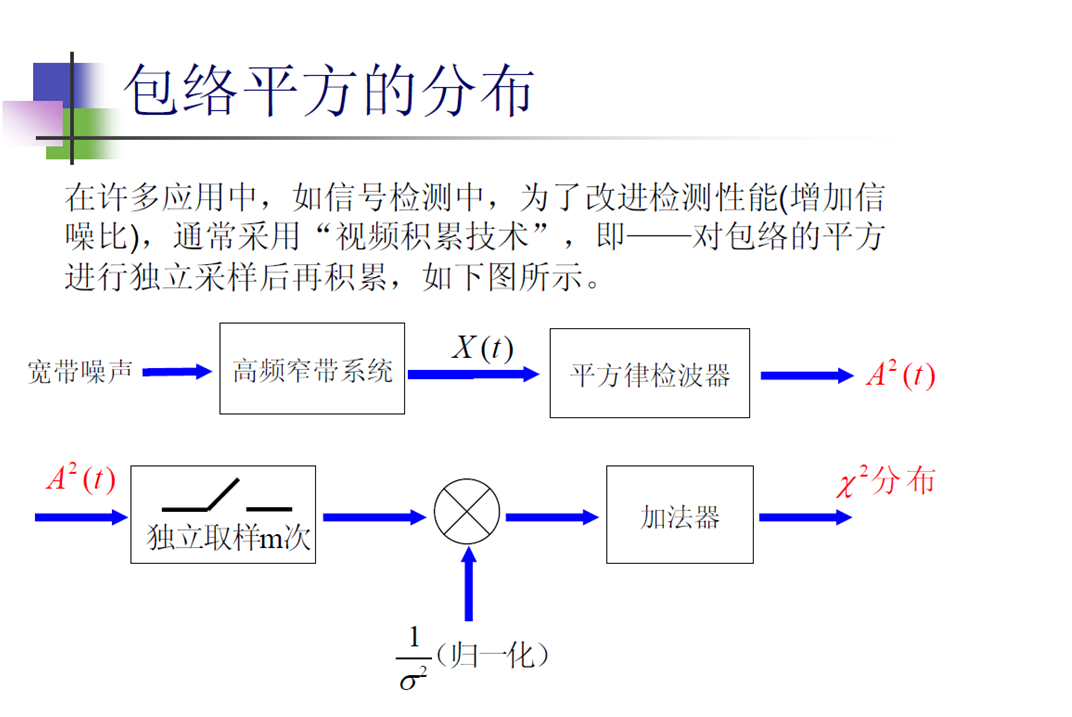 包络平方的分布
在许多应用中，如信号检测中，为了改进检测性能(增加信
噪比)，通常采用“视频积累技术”，即——对包络的平方
进行独立采样后再积累，如下图所示。
宽带噪声
高频窄带系统
X(t)
平方律检波器
A²(t)
A²(t)
独立取样m次
加法器
χ²分布
1/σ²（归一化）